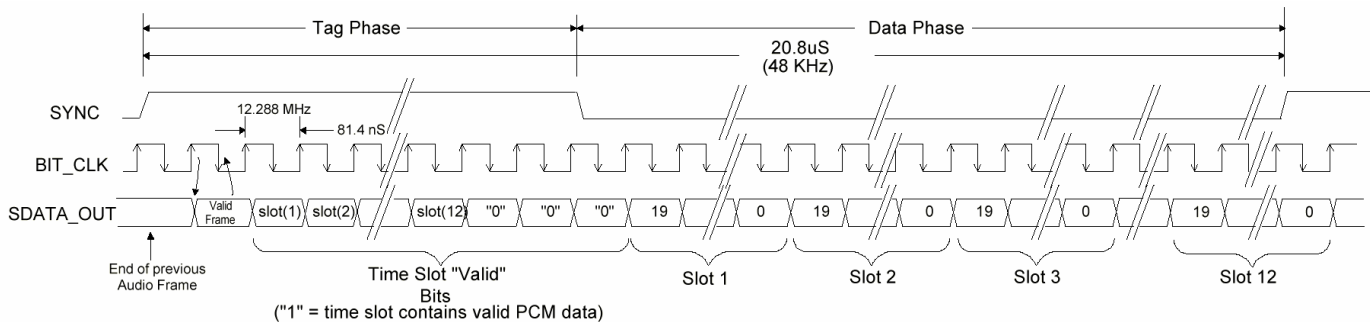 Tag Phase
Data Phase
20.8uS
(48 KHz)
SYNC
12.288 MHz
81.4 nS
BIT_CLK
SDATA_OUT
Valid
Frame
slot(1)
slot(2)
slot(12)
"0"
"0"
"0"
19
0
19
0
19
0
19
0
End of previous
Audio Frame
Time Slot "Valid"
Bits
("1" = time slot contains valid PCM data)
Slot 1
Slot 2
Slot 3
Slot 12